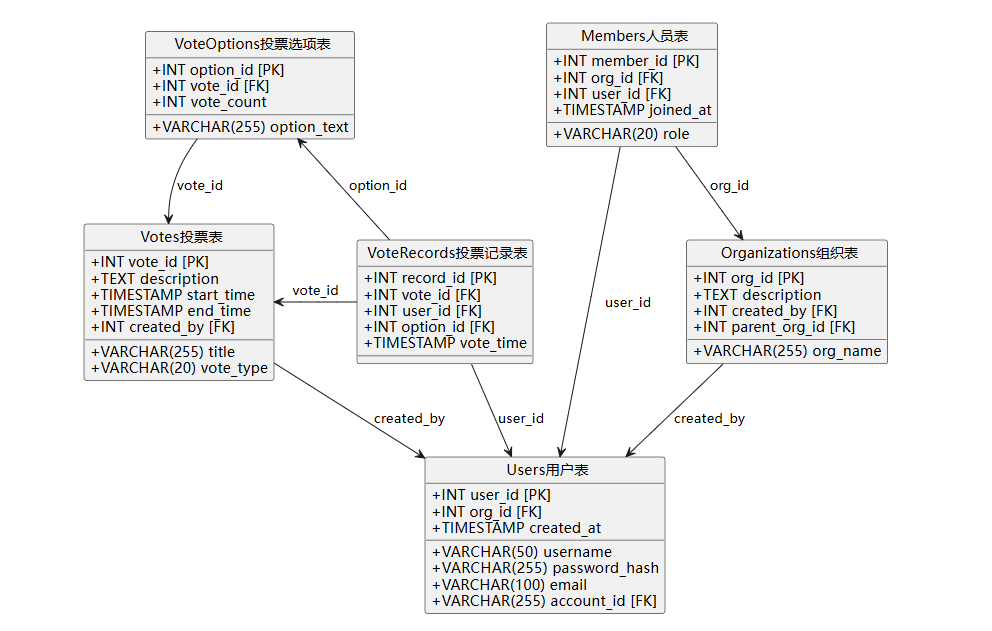 VoteOptions投票选项表
+INT option_id [PK]
+INT vote_id [FK]
+INT vote_count
+VARCHAR(255) option_text
Members人员表
+INT member_id [PK]
+INT org_id [FK]
+INT user_id [FK]
+TIMESTAMP joined_at
+VARCHAR(20) role
vote_id
option_id
org_id
Votes投票表
+INT vote_id [PK]
+TEXT description
+TIMESTAMP start_time
+TIMESTAMP end_time
+INT created_by [FK]
+VARCHAR(255) title
+VARCHAR(20) vote_type
vote_id
VoteRecords投票记录表
+INT record_id [PK]
+INT vote_id [FK]
+INT user_id [FK]
+INT option_id [FK]
+TIMESTAMP vote_time
user_id
Organizations组织表
+INT org_id [PK]
+TEXT description
+INT created_by [FK]
+INT parent_org_id [FK]
+VARCHAR(255) org_name
created_by
user_id
created_by
Users用户表
+INT user_id [PK]
+INT org_id [FK]
+TIMESTAMP created_at
+VARCHAR(50) username
+VARCHAR(255) password_hash
+VARCHAR(100) email
+VARCHAR(255) account_id [FK]